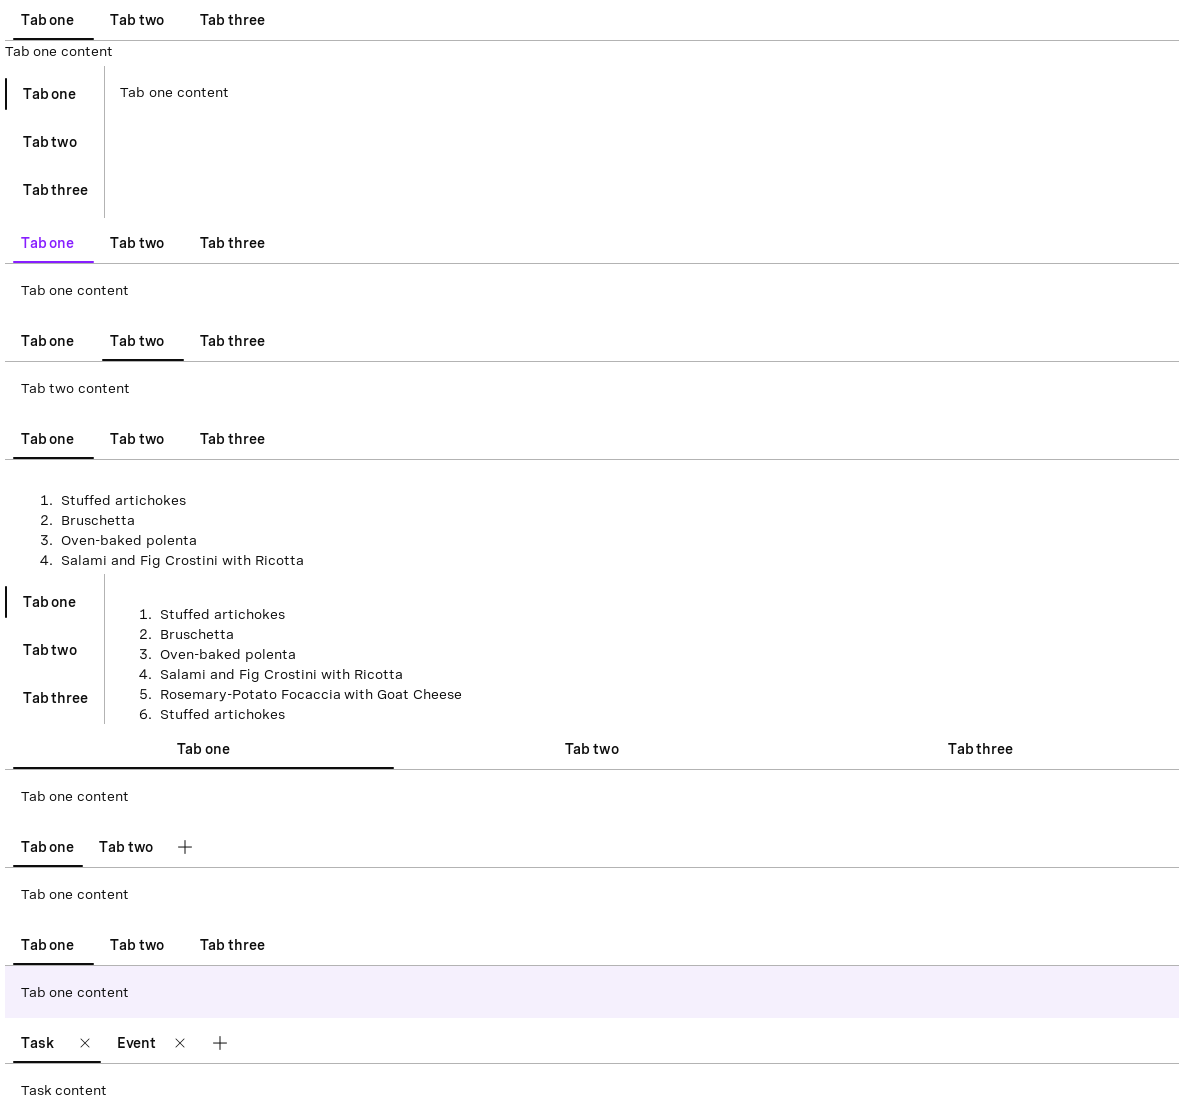 Tab one Tab two Tab three
Tab one content
Tab one
Tab one content
Tab two
Tab three
Tab one Tab two Tab three
Tab one content
Tab one Tab two Tab three
Tab two content
Tab one Tab two Tab three
1. Stuffed artichokes
2. Bruschetta
3. Oven-baked polenta
4. Salami and Fig Crostini with Ricotta
Tab one
Tab two
Tab three
1. Stuffed artichokes
2. Bruschetta
3. Oven-baked polenta
4. Salami and Fig Crostini with Ricotta
5. Rosemary-Potato Focaccia with Goat Cheese
6. Stuffed artichokes
Tab one Tab two Tab three
Tab one content
Tab one Tab two
Tab one content
Tab one Tab two Tab three
Tab one content
Task Event
Task content